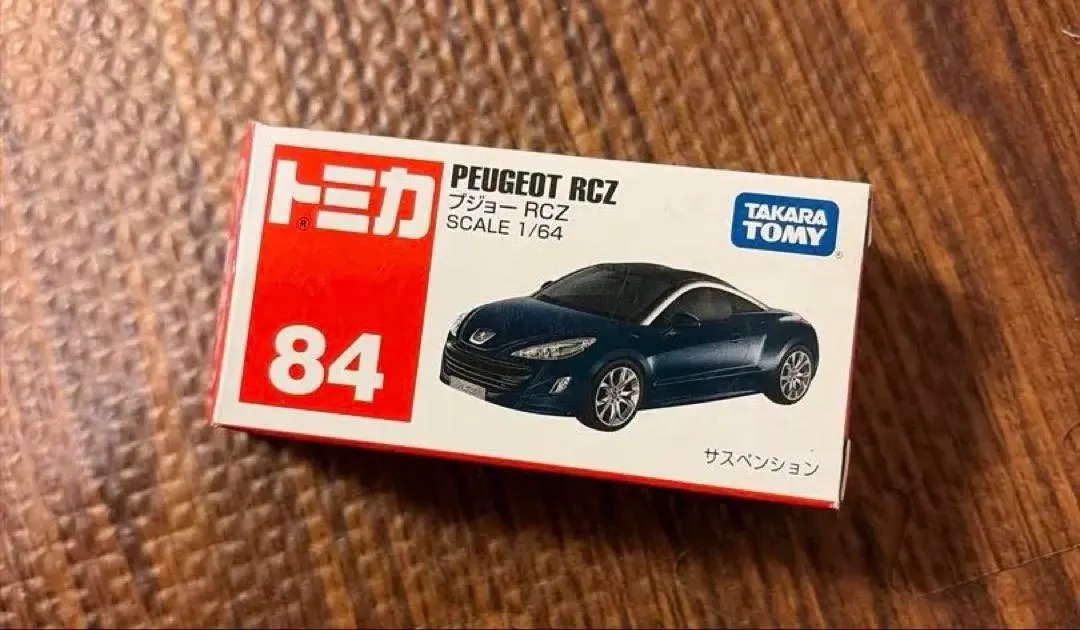 トミカ
®
84
PEUGEOT RCZ
プジョー RCZ
SCALE 1/64
TAKARA
TOMY
®
サスペンション